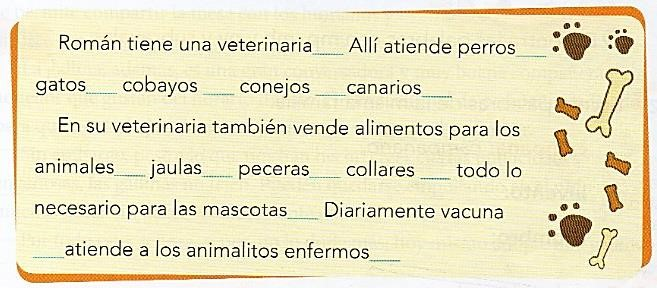 Román tiene una veterinaria___ Allí atiende perros___
gatos___ cobayos ___ conejos ___canarios___
En su veterinaria también vende alimentos para los
animales___ jaulas___ peceras___ collares ___ todo lo
necesario para las mascotas___ Diariamente vacuna
___atiende a los animalitos enfermos___